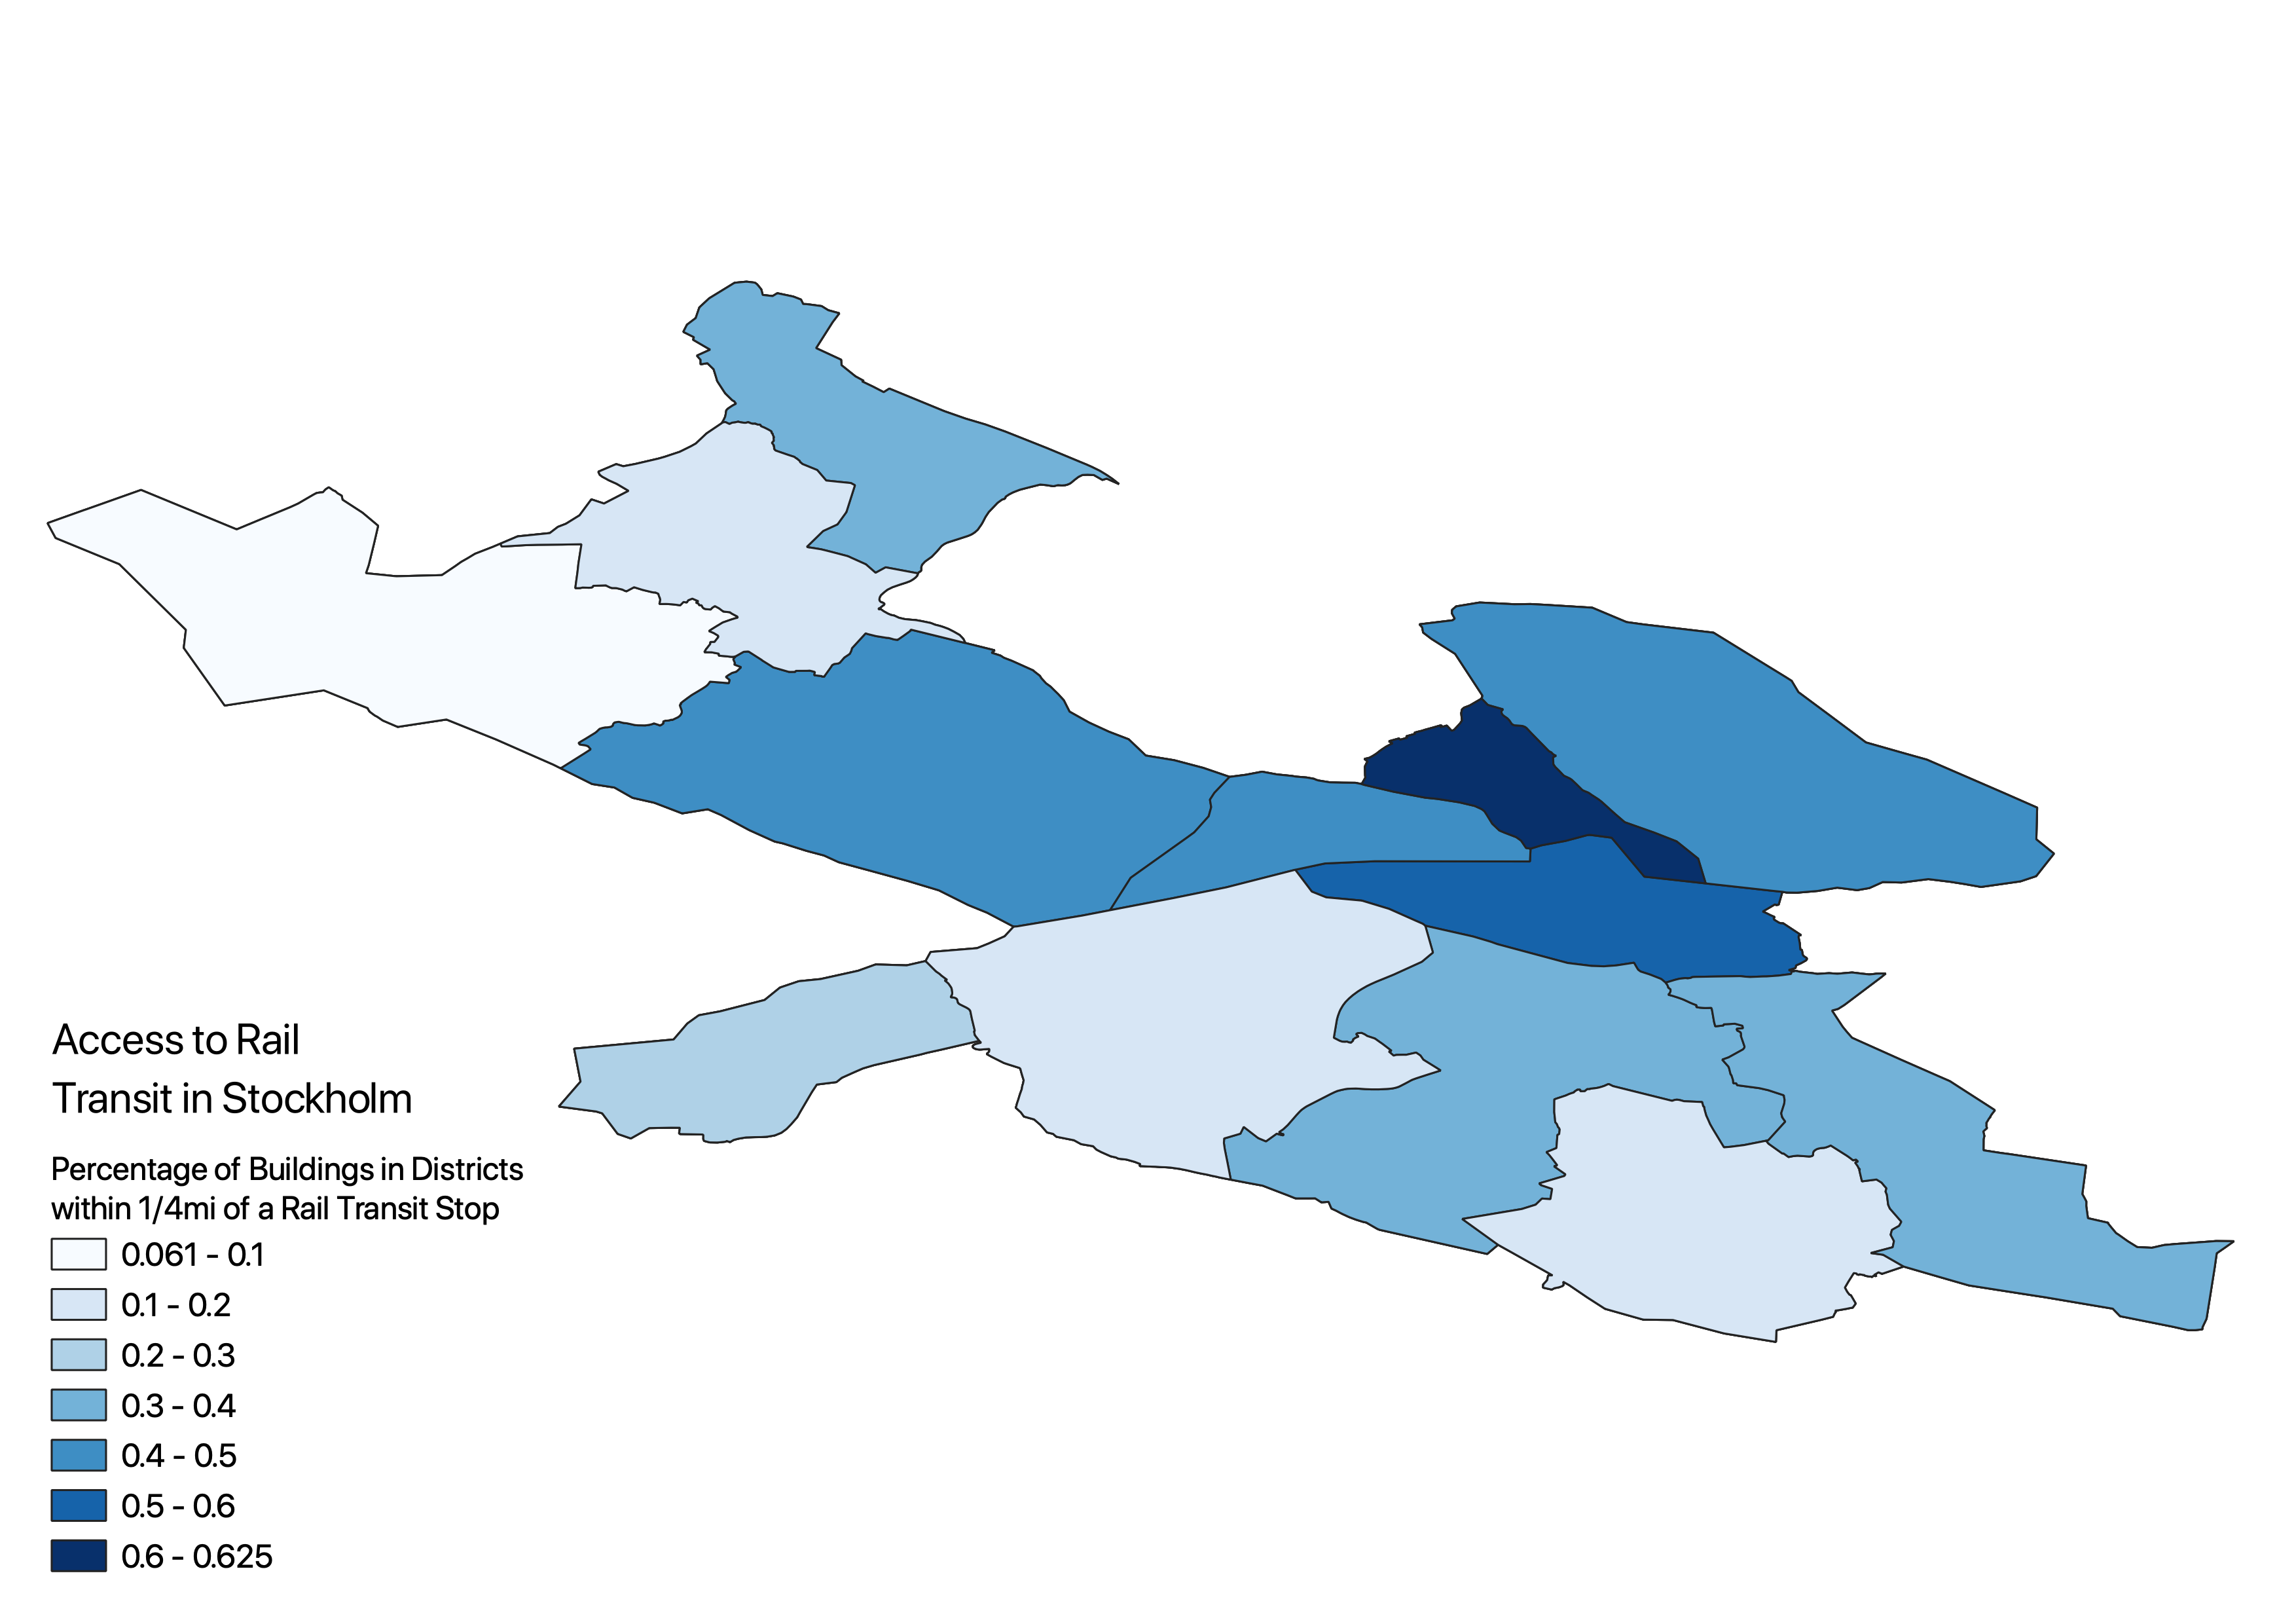 Access to Rail
Transit in Stockholm
Percentage of Buildings in Districts
within 1/4mi of a Rail Transit Stop
0.061 - 0.1
0.1 - 0.2
0.2 - 0.3
0.3 - 0.4
0.4 - 0.5
0.5 - 0.6
0.6 - 0.625